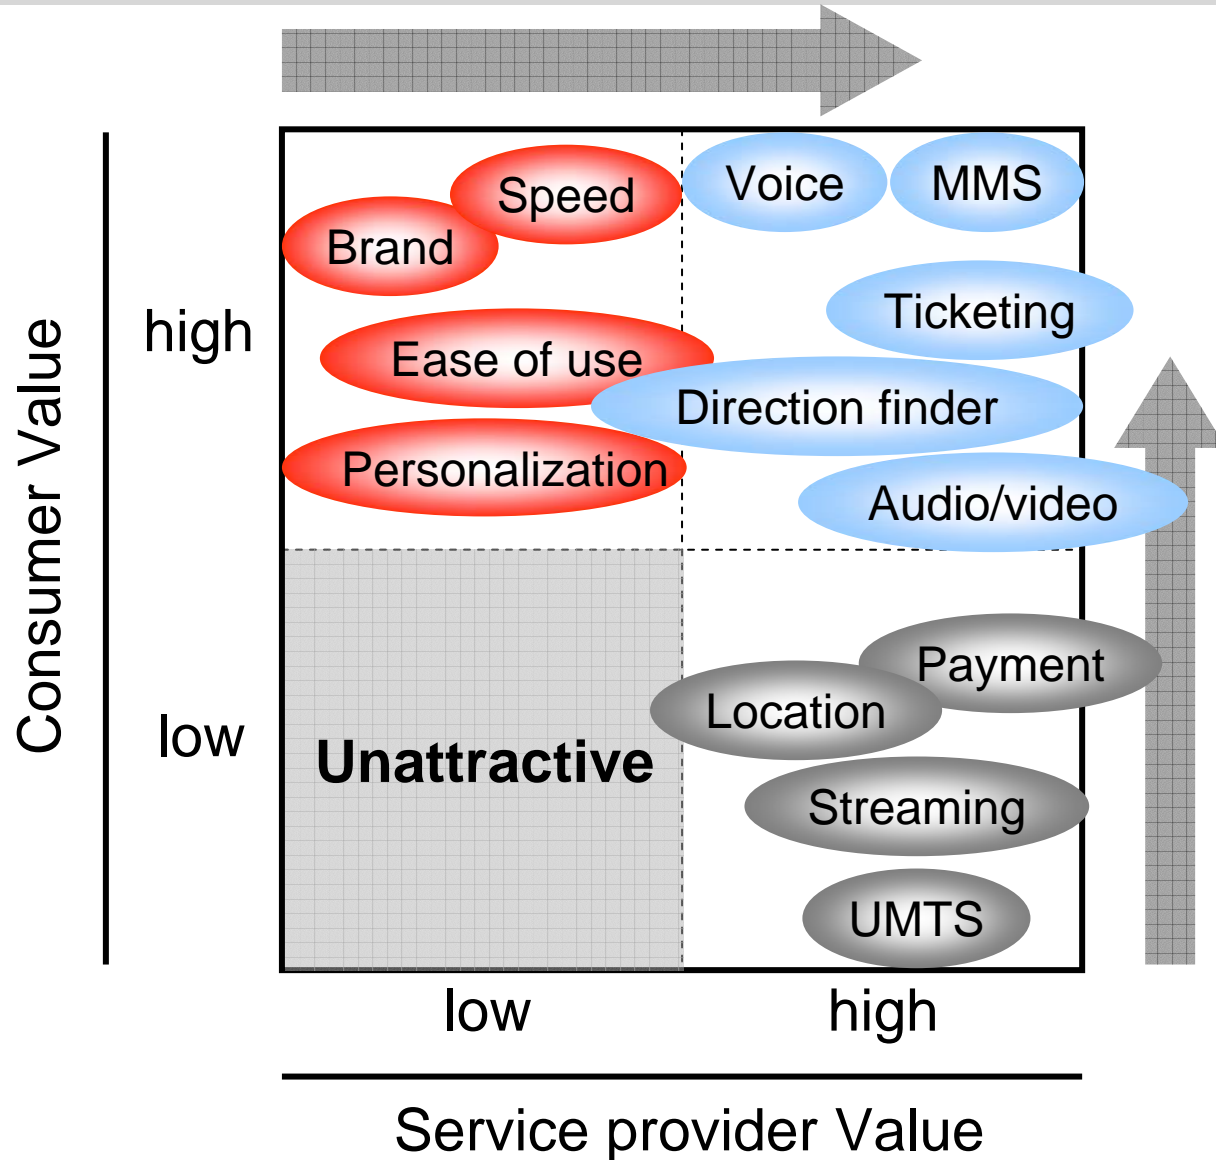 Speed
Voice
MMS
Brand
Ticketing
high
Ease of use
Direction finder
Personalization
Audio/video
Consumer Value
Payment
Location
low
Unattractive
Streaming
UMTS
low
high
Service provider Value